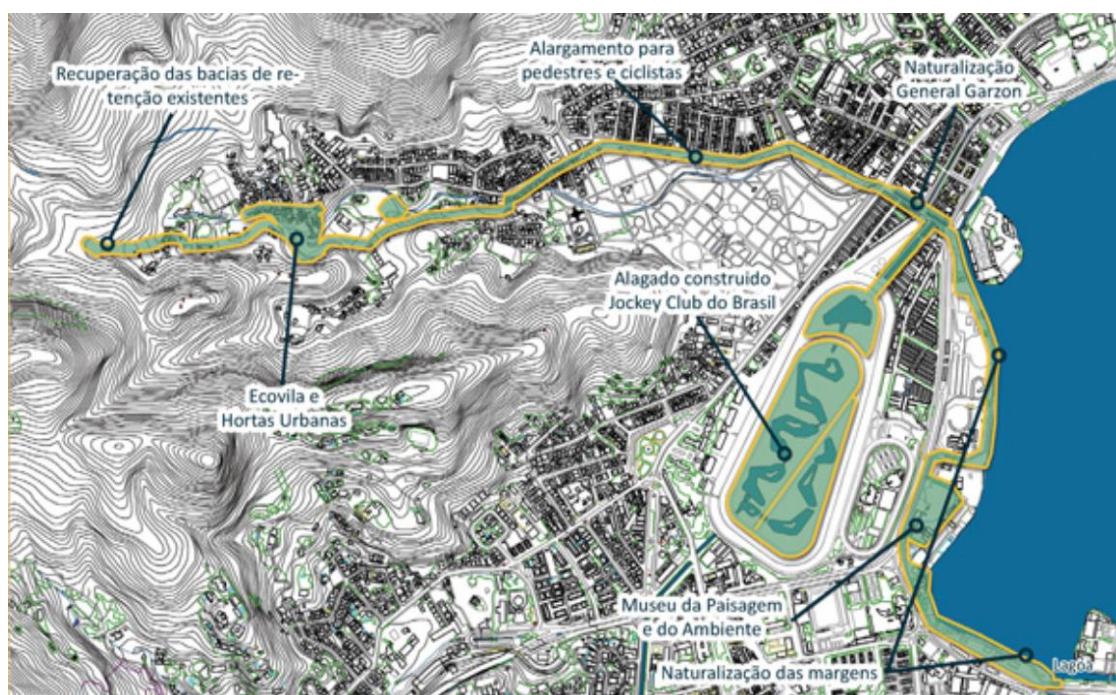 Recuperação das bacias de re-
tenção existentes
Alargamento para
pedestres e ciclistas
Naturalização
General Garzon
Alagado construido
Jockey Club do Brasil
Ecovila e
Hortas Urbanas
Museu da Paisagem
e do Ambiente
Naturalização das margens
Lagoa